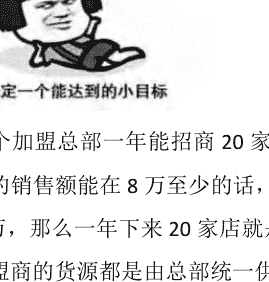 定一个能达到的小目标
个加盟总部一年能招商 20 家
的销售额能在 8 万至少的话，
万，那么一年下来 20 家店就是
盟商的货源都是由总部统一供